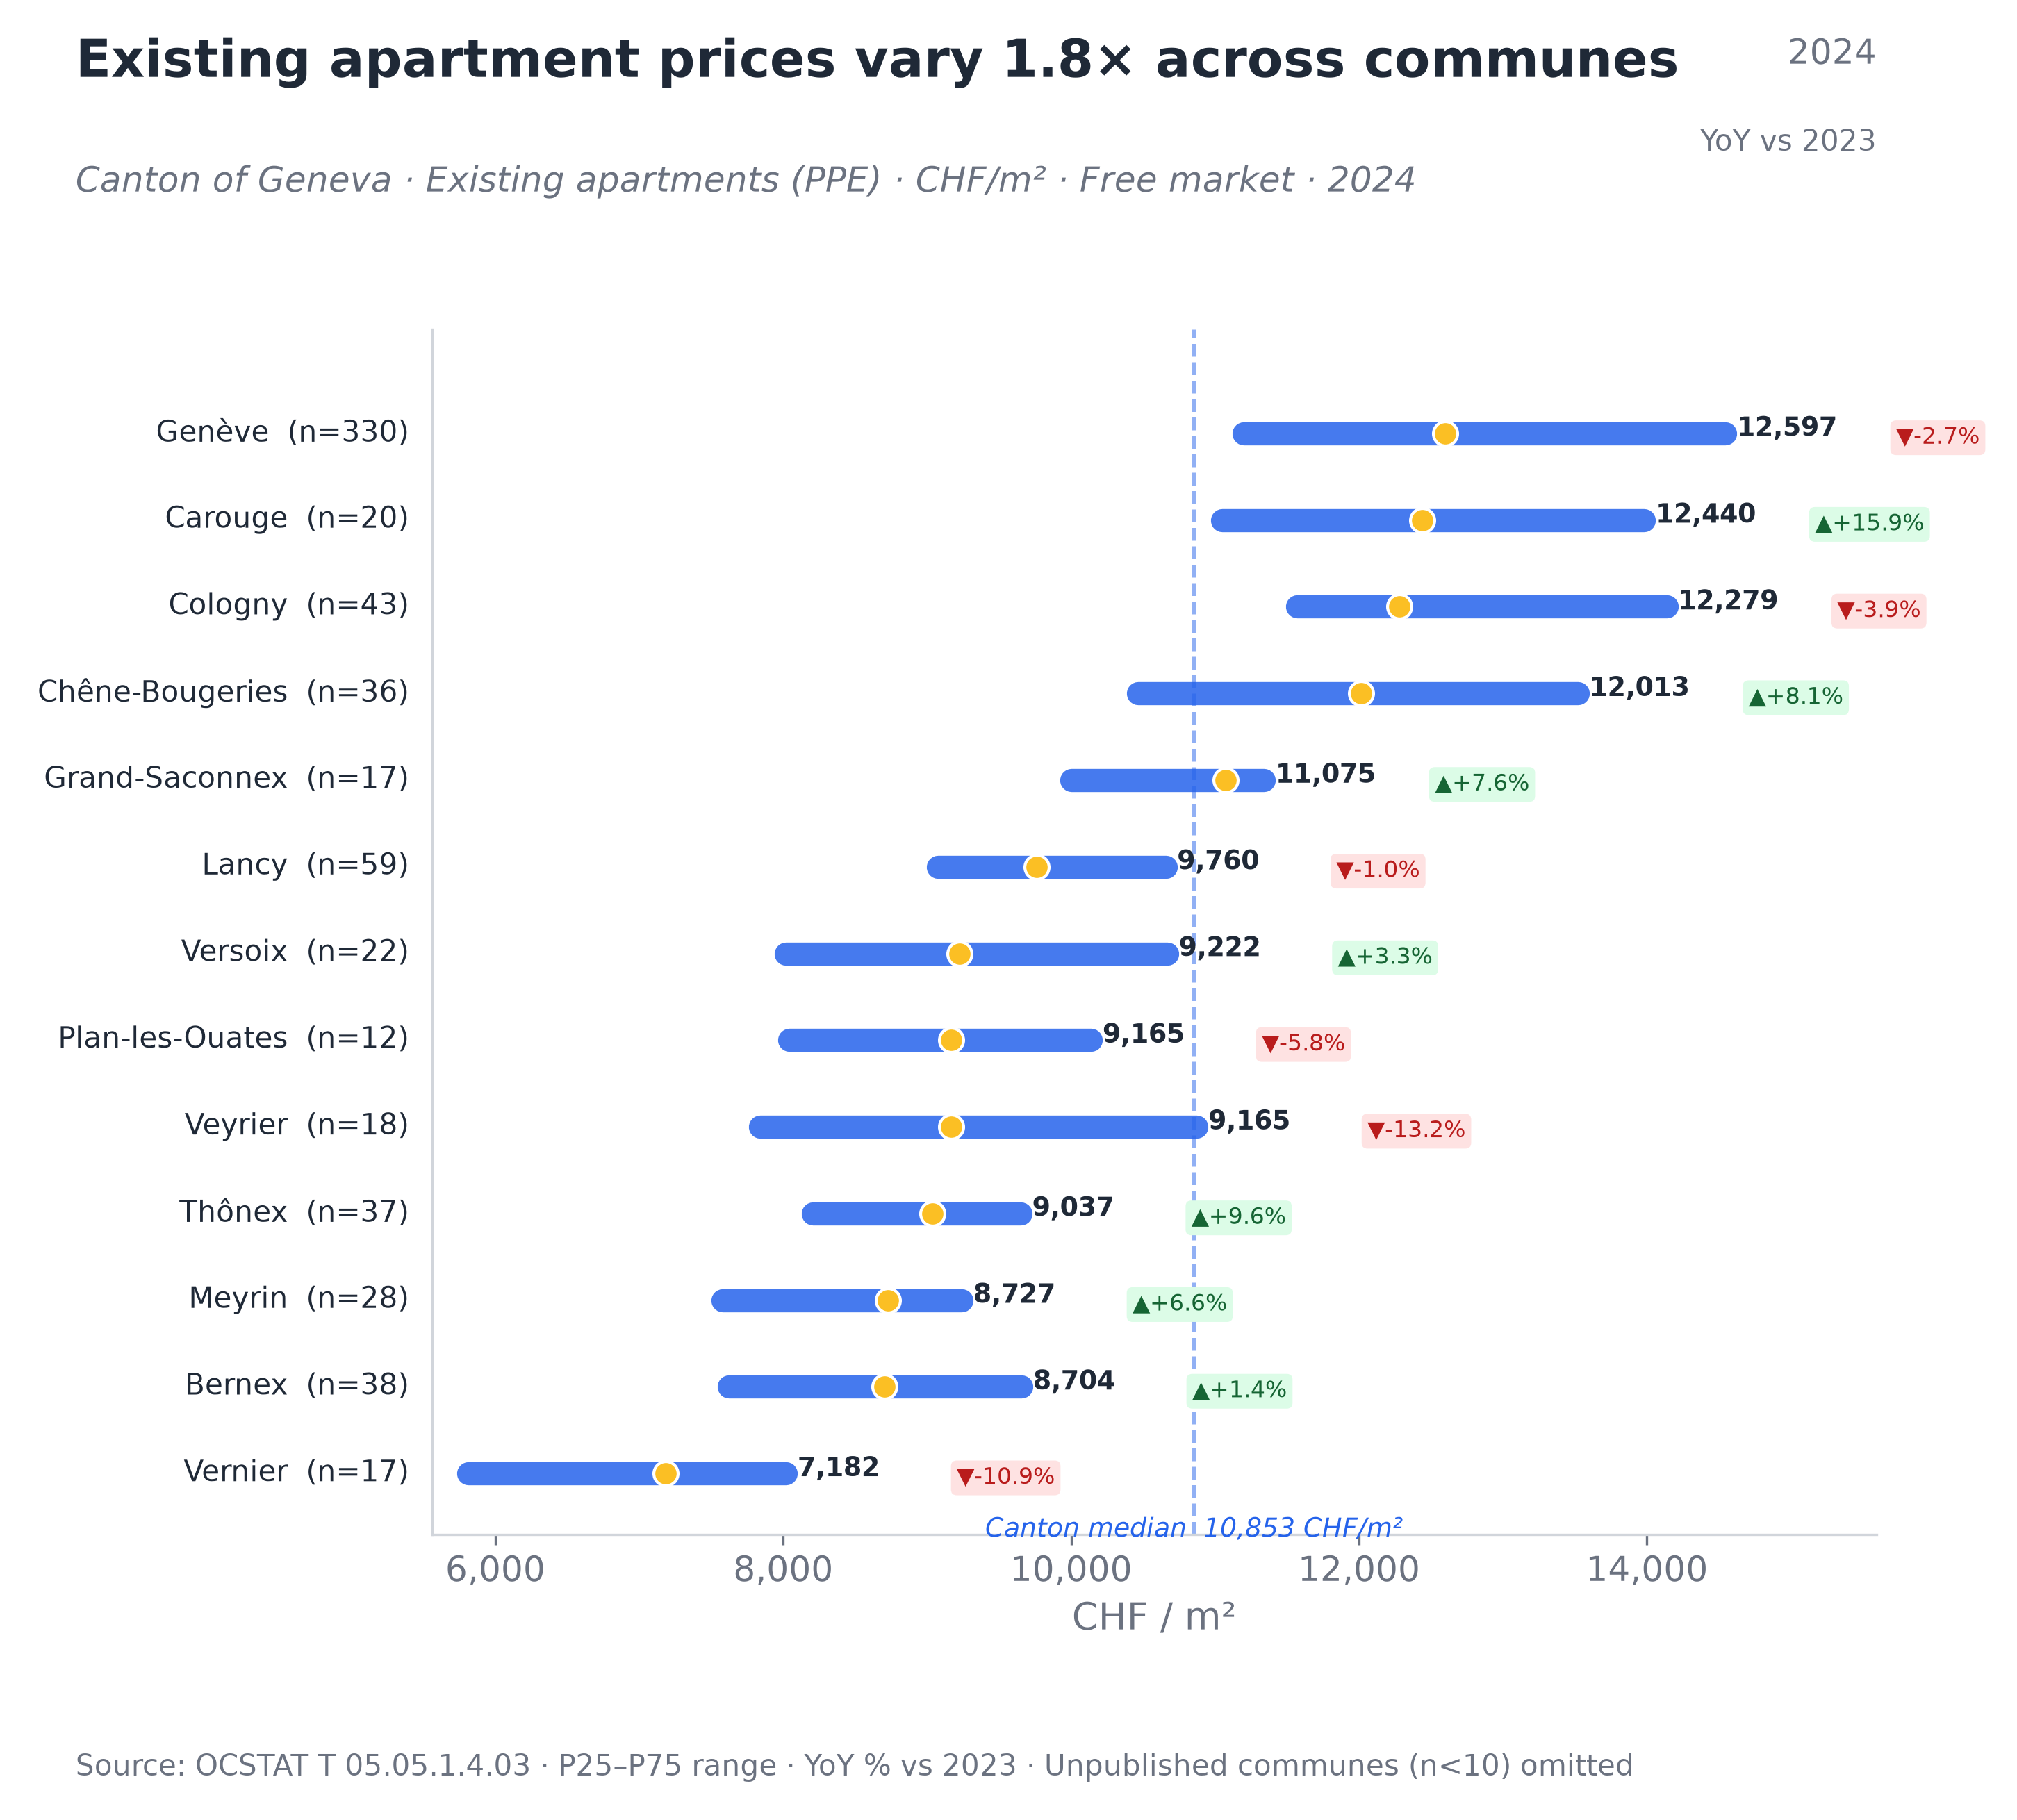 Existing apartment prices vary 1.8× across communes 2024
YoY vs 2023
Canton of Geneva · Existing apartments (PPE) · CHF/m² · Free market · 2024
Genève (n=330) 12,597 ▼-2.7%
Carouge (n=20) 12,440 ▲+15.9%
Cologny (n=43) 12,279 ▼-3.9%
Chêne-Bougeries (n=36) 12,013 ▲+8.1%
Grand-Saconnex (n=17) 11,075 ▲+7.6%
Lancy (n=59) 9,760 ▼-1.0%
Versoix (n=22) 9,222 ▲+3.3%
Plan-les-Ouates (n=12) 9,165 ▼-5.8%
Veyrier (n=18) 9,165 ▼-13.2%
Thônex (n=37) 9,037 ▲+9.6%
Meyrin (n=28) 8,727 ▲+6.6%
Bernex (n=38) 8,704 ▲+1.4%
Vernier (n=17) 7,182 ▼-10.9%
Canton median 10,853 CHF/m²
6,000 8,000 10,000 12,000 14,000
CHF / m²
Source: OCSTAT T 05.05.1.4.03 · P25–P75 range · YoY % vs 2023 · Unpublished communes (n<10) omitted